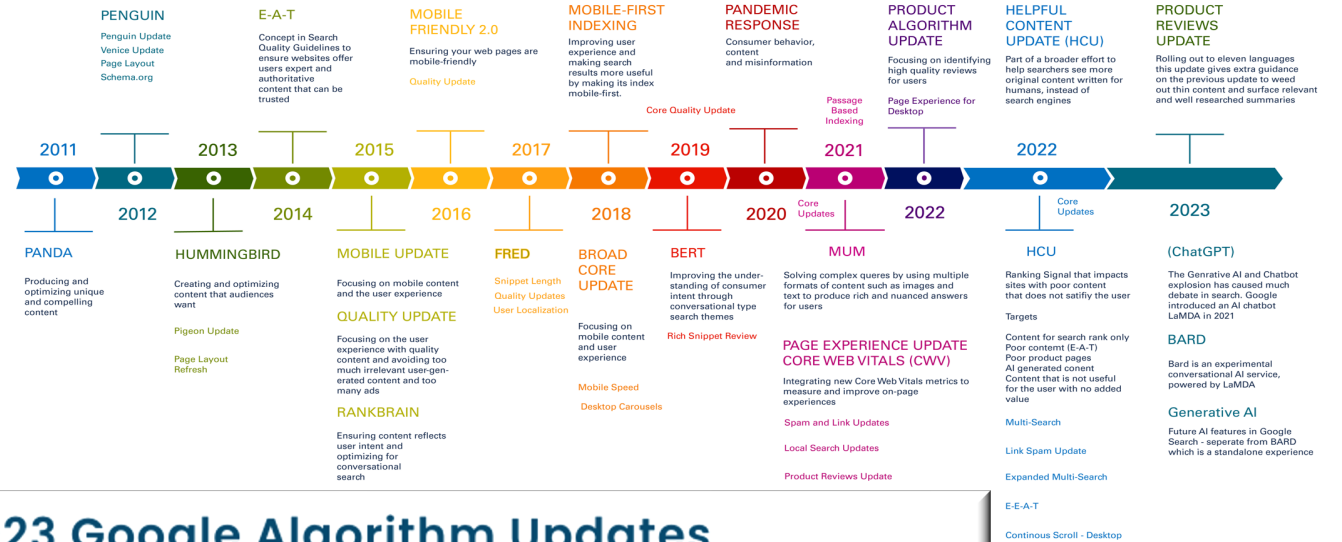 PENGUIN
Penguin Update
Venice Update
Page Layout
Schema.org
E-A-T
Concept in Search
Quality Guidelines to
ensure websites offer
users expert and
authoritative
content that can be
trusted
MOBILE
FRIENDLY 2.0
Ensuring your web pages are
mobile-friendly
Quality Update
MOBILE-FIRST
INDEXING
Improving user
experience and
making search
results more useful
by making its index
mobile-first.
Core Quality Update
PANDEMIC
RESPONSE
Consumer behavior,
content
and misinformation
Passage
Based
Indexing
PRODUCT
ALGORITHM
UPDATE
Focusing on identifying
high quality reviews
for users
Page Experience for
Desktop
HELPFUL
CONTENT
UPDATE (HCU)
Part of a broader effort to
help searchers see more
original content written for
humans, instead of
search engines
PRODUCT
REVIEWS
UPDATE
Rolling out to eleven languages
this update gives extra guidance
on the previous update to weed
out thin content and surface relevant
and well researched summaries
2011
2013
2015
2017
2019
2021
2022
2012
2014
2016
2018
2020
Core
Updates
2022
Core
Updates
2023
PANDA
Producing and
optimizing unique
and compelling
content
HUMMINGBIRD
Creating and optimizing
content that audiences
want
Pigeon Update
Page Layout
Refresh
MOBILE UPDATE
Focusing on mobile content
and the user experience
QUALITY UPDATE
Focusing on the user
experience with quality
content and avoiding too
much irrelevant user-gen-
erated content and too
many ads
RANKBRAIN
Ensuring content reflects
user intent and
optimizing for
conversational
search
FRED
Snippet Length
Quality Updates
User Localization
BROAD
CORE
UPDATE
Focusing on
mobile content
and user
experience
Mobile Speed
Desktop Carousels
BERT
Improving the under-
standing of consumer
intent through
conversational type
search themes
Rich Snippet Review
MUM
Solving complex queres by using multiple
formats of content such as images and
text to produce rich and nuanced answers
for users
PAGE EXPERIENCE UPDATE
CORE WEB VITALS (CWV)
Integrating new Core Web Vitals metrics to
measure and improve on-page
experiences
Spam and Link Updates
Local Search Updates
Product Reviews Update
HCU
Ranking Signal that impacts
sites with poor content
that does not satifiy the user
Targets
Content for search rank only
Poor contemt (E-A-T)
Poor product pages
AI generated conent
Content that is not useful
for the user with no added
value
Multi-Search
Link Spam Update
Expanded Multi-Search
E-E-A-T
Continous Scroll - Desktop
(ChatGPT)
The Genrative AI and Chatbot
explosion has caused much
debate in search. Google
introduced an AI chatbot
LaMDA in 2021
BARD
Bard is an experimental
conversational AI service,
powered by LaMDA
Generative AI
Future AI features in Google
Search - seperate from BARD
which is a standalone experience
23 Google Algorithm Updates